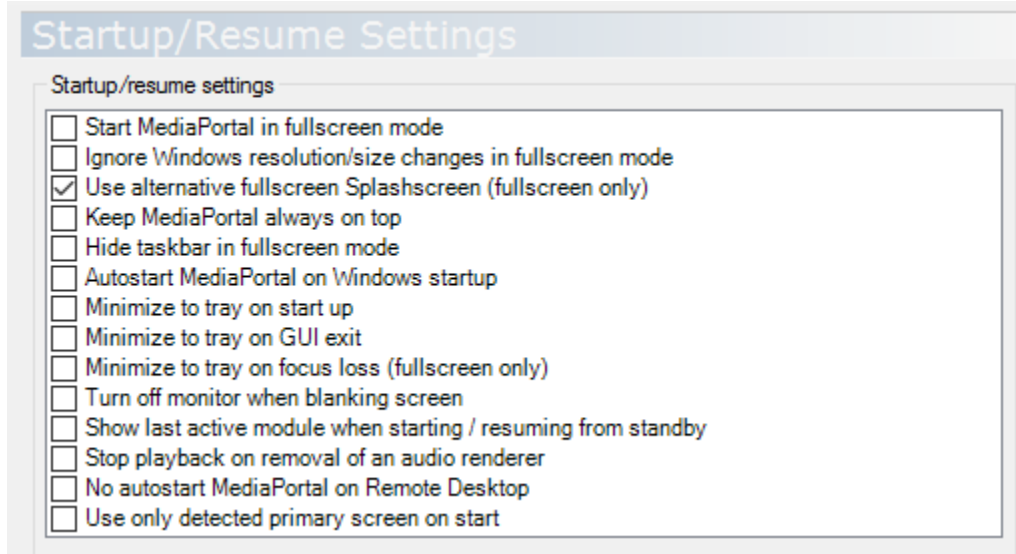 Startup/Resume Settings
Startup/resume settings
Start MediaPortal in fullscreen mode
Ignore Windows resolution/size changes in fullscreen mode
Use alternative fullscreen Splashscreen (fullscreen only)
Keep MediaPortal always on top
Hide taskbar in fullscreen mode
Autostart MediaPortal on Windows startup
Minimize to tray on start up
Minimize to tray on GUI exit
Minimize to tray on focus loss (fullscreen only)
Turn off monitor when blanking screen
Show last active module when starting / resuming from standby
Stop playback on removal of an audio renderer
No autostart MediaPortal on Remote Desktop
Use only detected primary screen on start